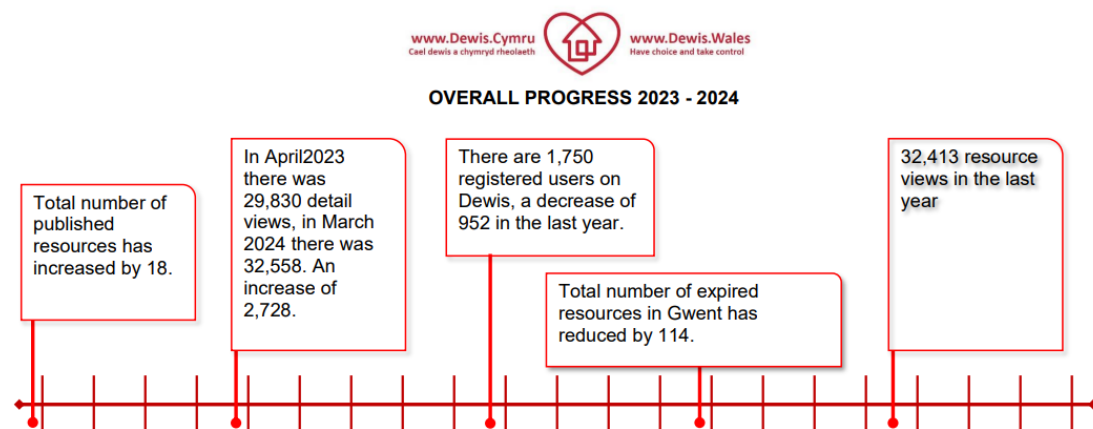 www.Dewis.Cymru
Cael dewis a chymryd rheolaeth
www.Dewis.Wales
Have choice and take control
OVERALL PROGRESS 2023 - 2024
Total number of
published
resources has
increased by 18.
In April2023
there was
29,830 detail
views, in March
2024 there was
32,558. An
increase of
2,728.
There are 1,750
registered users on
Dewis, a decrease of
952 in the last year.
Total number of expired
resources in Gwent has
reduced by 114.
32,413 resource
views in the last
year